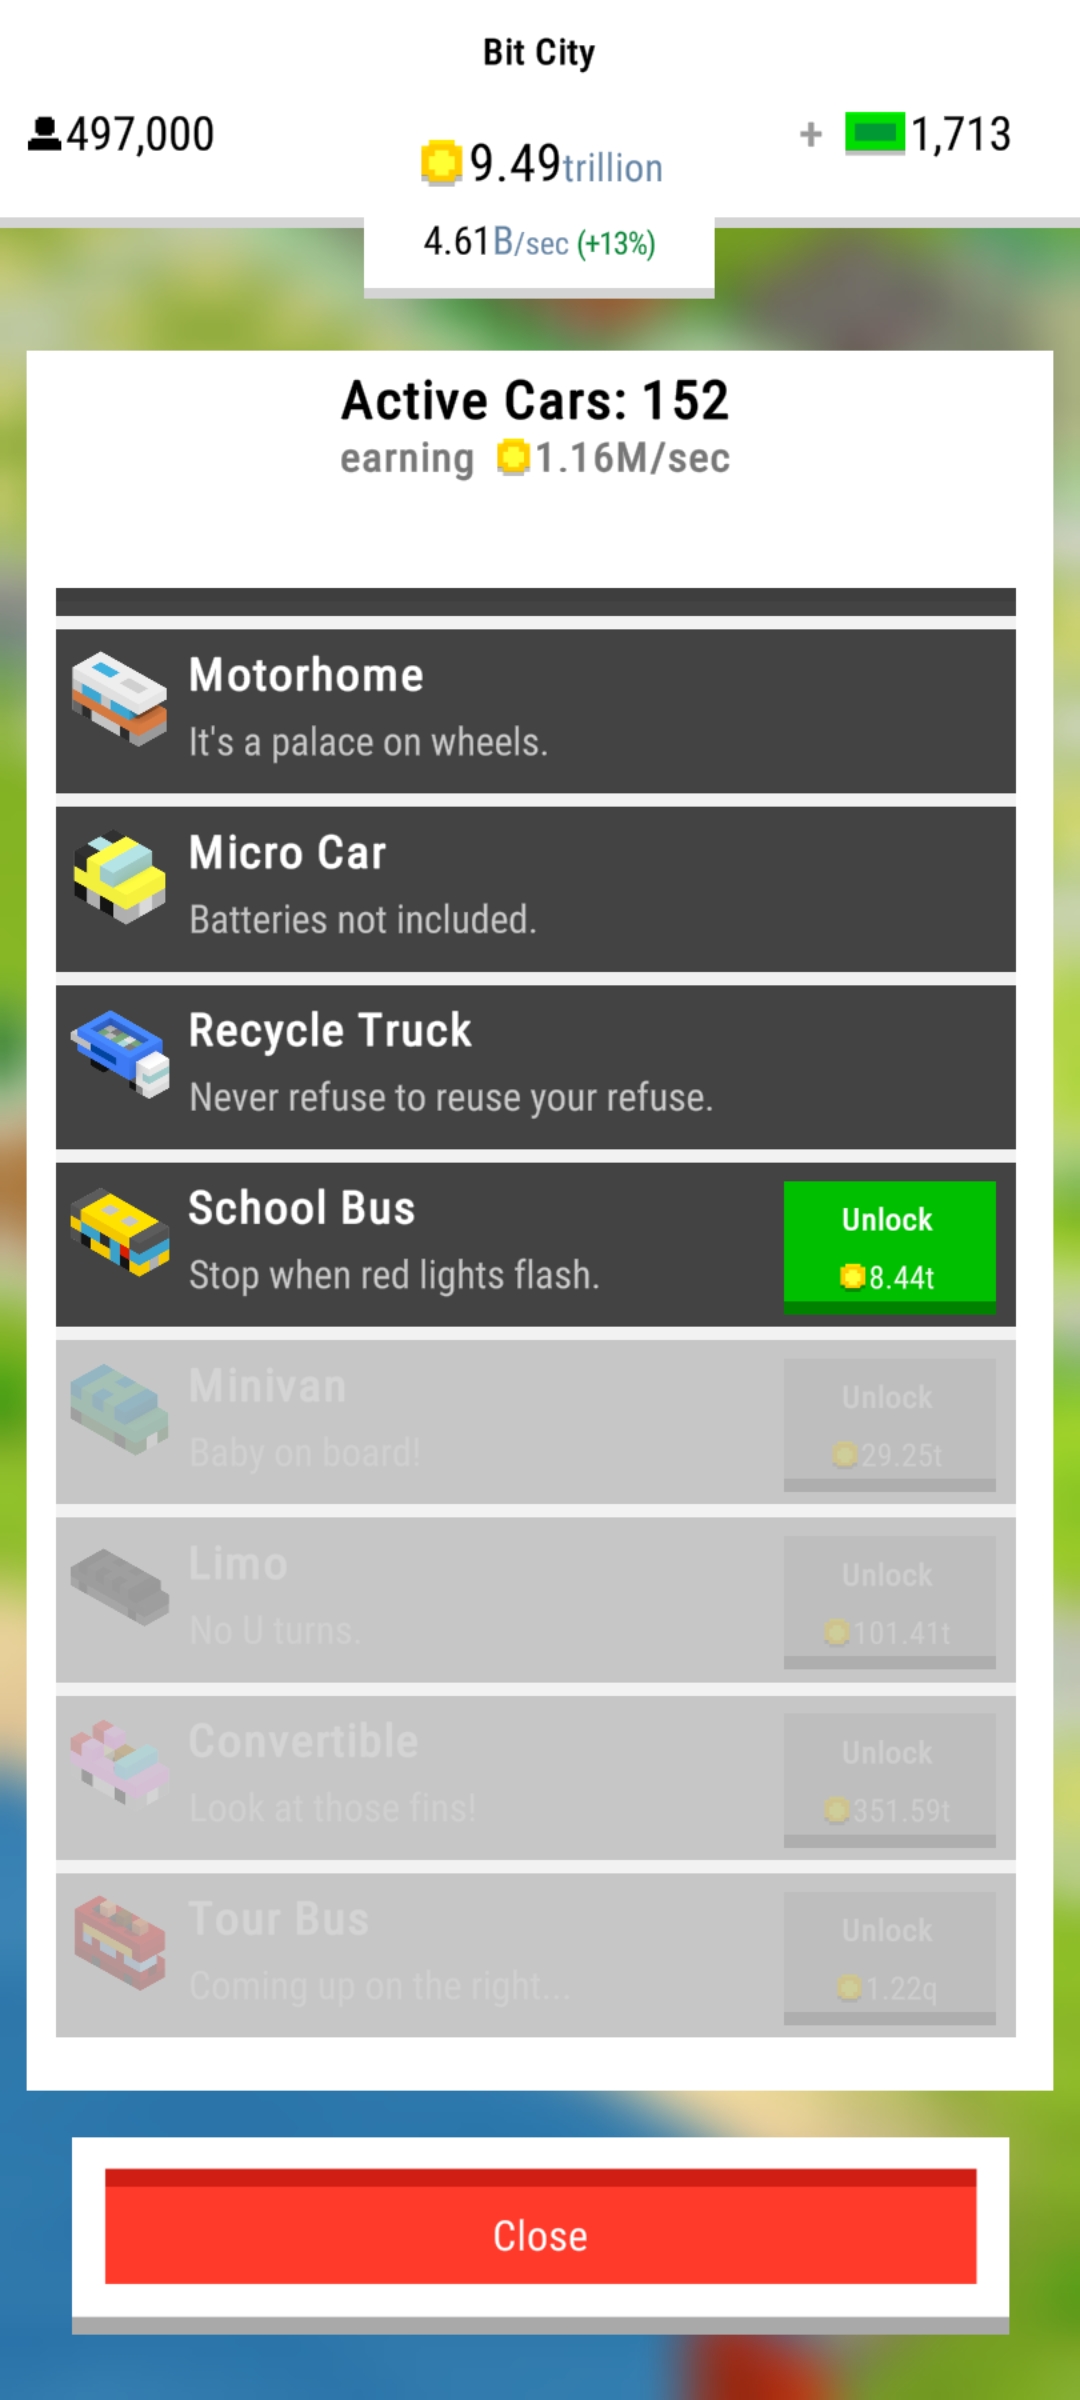 Bit City
497,000
9.49trillion
+ 1,713
4.61B/sec (+13%)
Active Cars: 152
earning 1.16M/sec
Motorhome
It's a palace on wheels.
Micro Car
Batteries not included.
Recycle Truck
Never refuse to reuse your refuse.
School Bus
Stop when red lights flash.
Unlock
8.44t
Minivan
Baby on board!
Unlock
29.25t
Limo
No U turns.
Unlock
101.41t
Convertible
Look at those fins!
Unlock
351.59t
Tour Bus
Coming up on the right...
Unlock
1.22q
Close